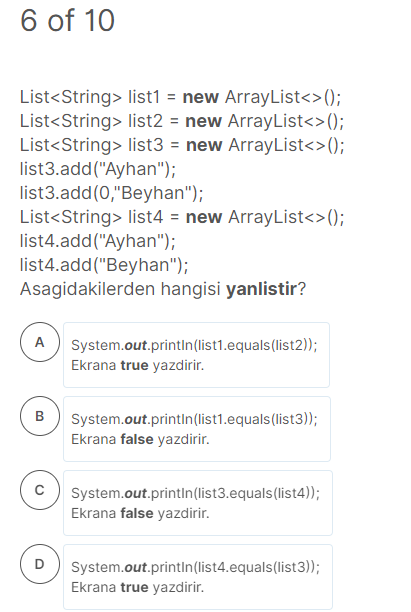 6 of 10
List<String> list1 = new ArrayList<>();
List<String> list2 = new ArrayList<>();
List<String> list3 = new ArrayList<>();
list3.add("Ayhan");
list3.add(0,"Beyhan");
List<String> list4 = new ArrayList<>();
list4.add("Ayhan");
list4.add("Beyhan");
Asagidakilerden hangisi yanlistir?
A
System.out.println(list1.equals(list2));
Ekrana true yazdirir.
B
System.out.println(list1.equals(list3));
Ekrana false yazdirir.
C
System.out.println(list3.equals(list4));
Ekrana false yazdirir.
D
System.out.println(list4.equals(list3));
Ekrana true yazdirir.